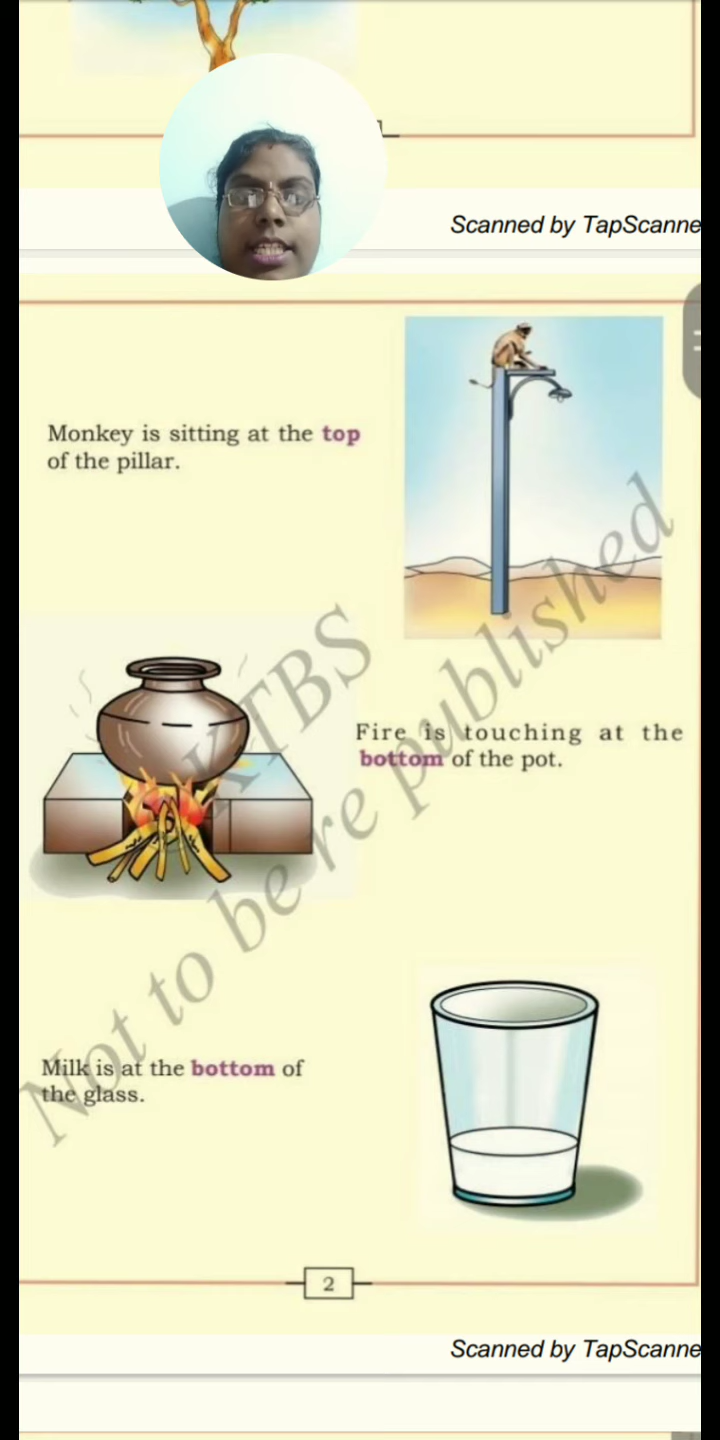 Scanned by TapScanne
Monkey is sitting at the top
of the pillar.
Fire is touching at the
bottom of the pot.
Milk is at the bottom of
the glass.
KTBS
Not to be re published
2
Scanned by TapScanne